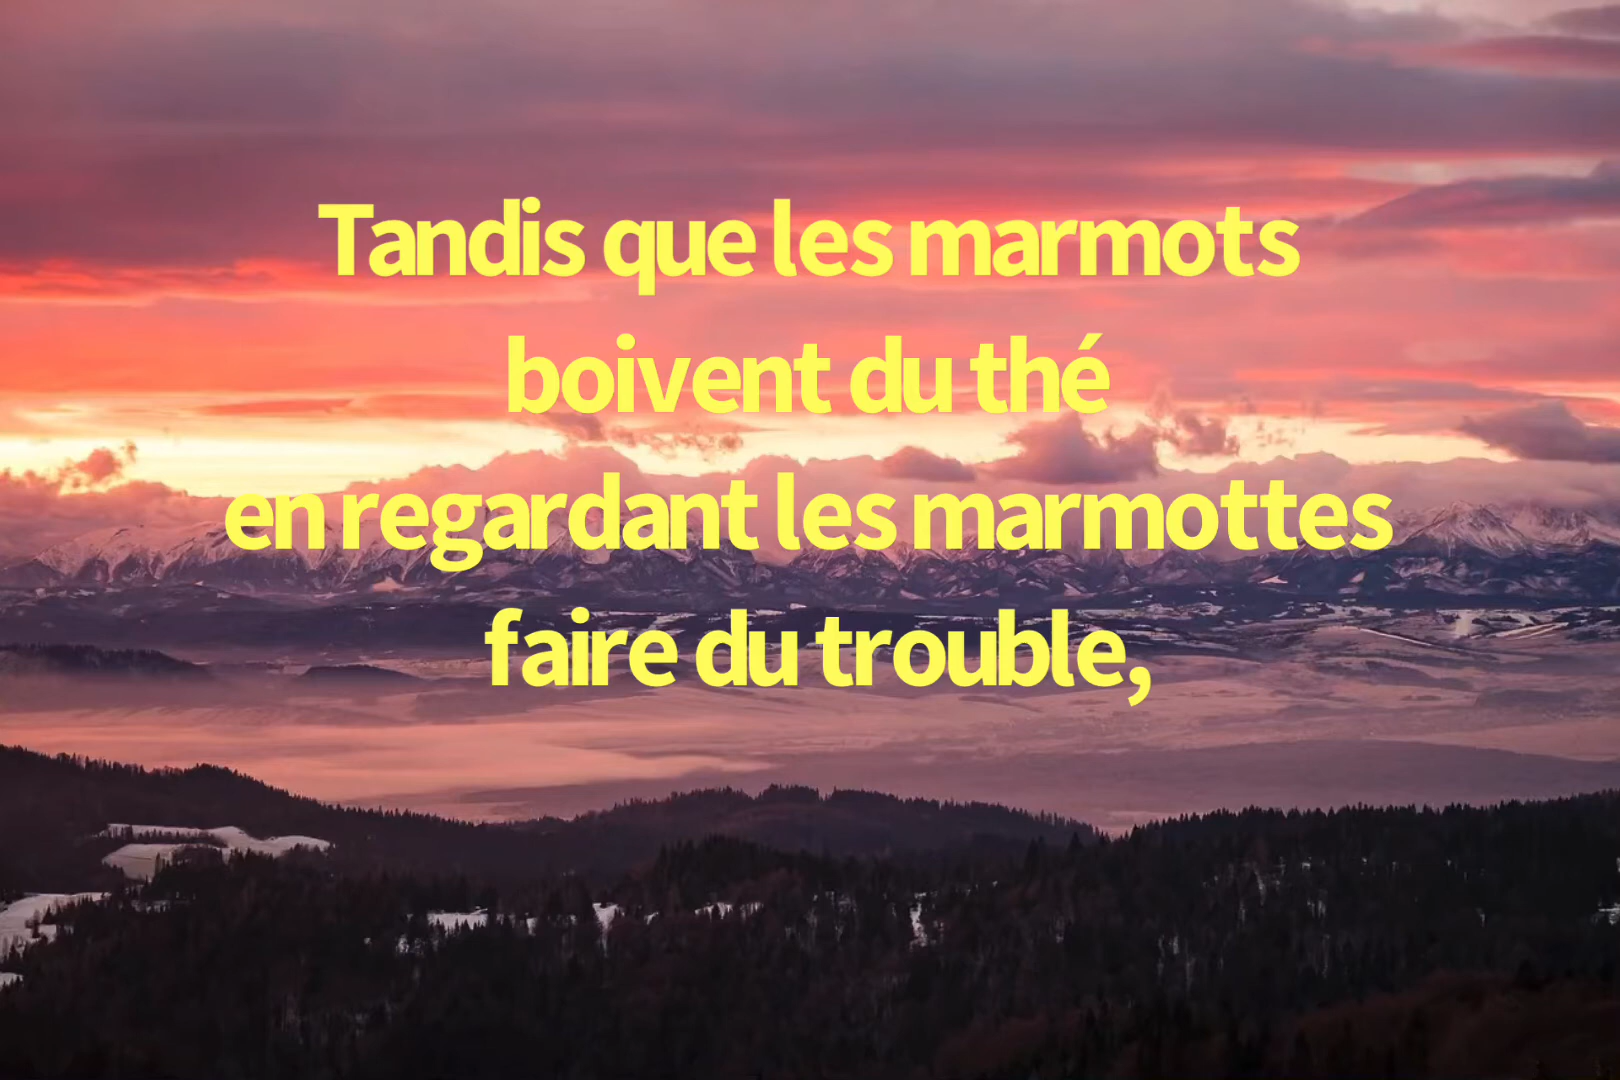 Tandis que les marmots
boivent du thé
en regardant les marmottes
faire du trouble,